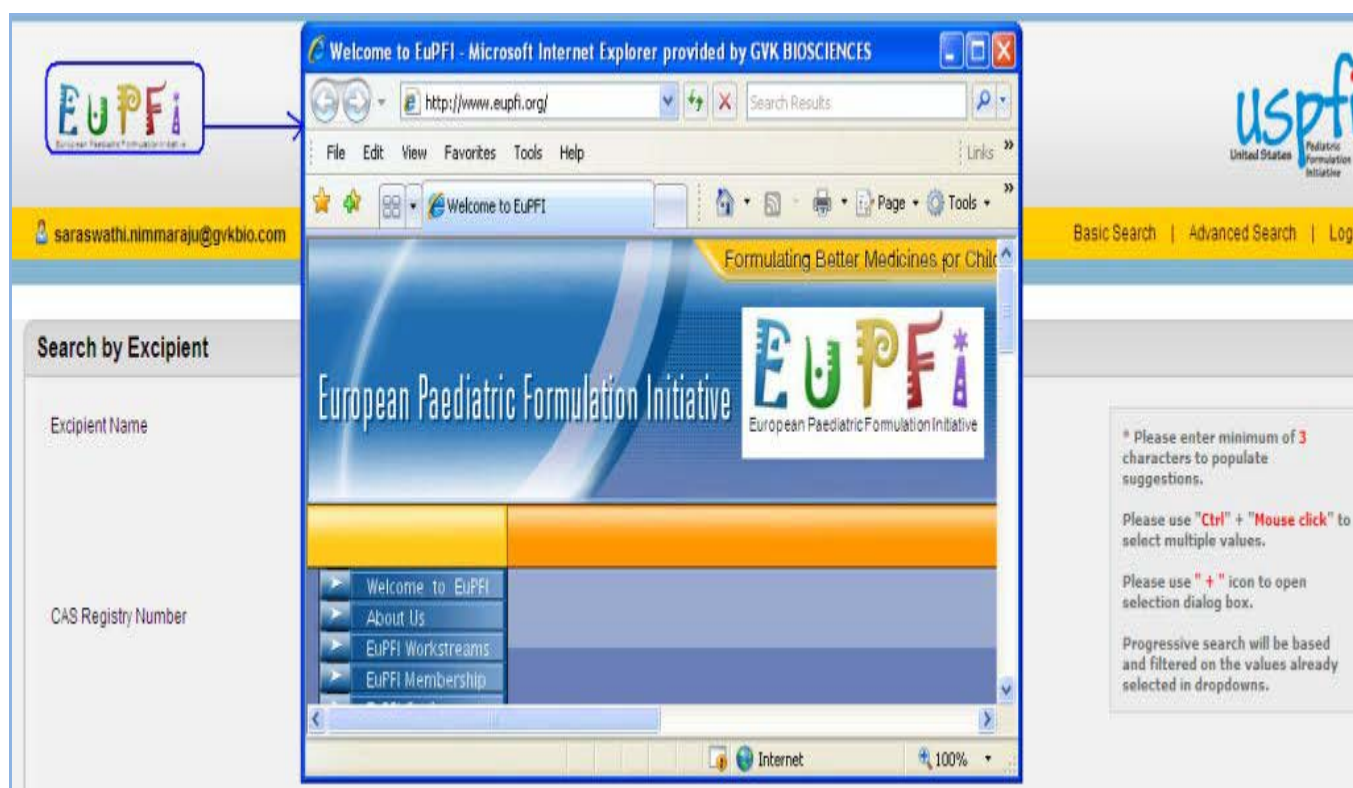 EUPFi
European Paediatric Formulation Initiative
Welcome to EuPFI - Microsoft Internet Explorer provided by GVK BIOSCIENCES
http://www.eupfi.org/
Search Results
File Edit View Favorites Tools Help
Links »
Welcome to EuPFI
Page Tools »
Formulating Better Medicines for Chil
European Paediatric Formulation Initiative
EUPFi
European Paediatric Formulation Initiative
Welcome to EuPFI
About Us
EuPFI Workstreams
EuPFI Membership
Internet
100%
uspfi
United States
Pediatric
Formulation
Initiative
saraswathi.nimmaraju@gvkbio.com
Basic Search | Advanced Search | Log
Search by Excipient
Excipient Name
CAS Registry Number
* Please enter minimum of 3
characters to populate
suggestions.
Please use "Ctrl" + "Mouse click" to
select multiple values.
Please use " + " icon to open
selection dialog box.
Progressive search will be based
and filtered on the values already
selected in dropdowns.